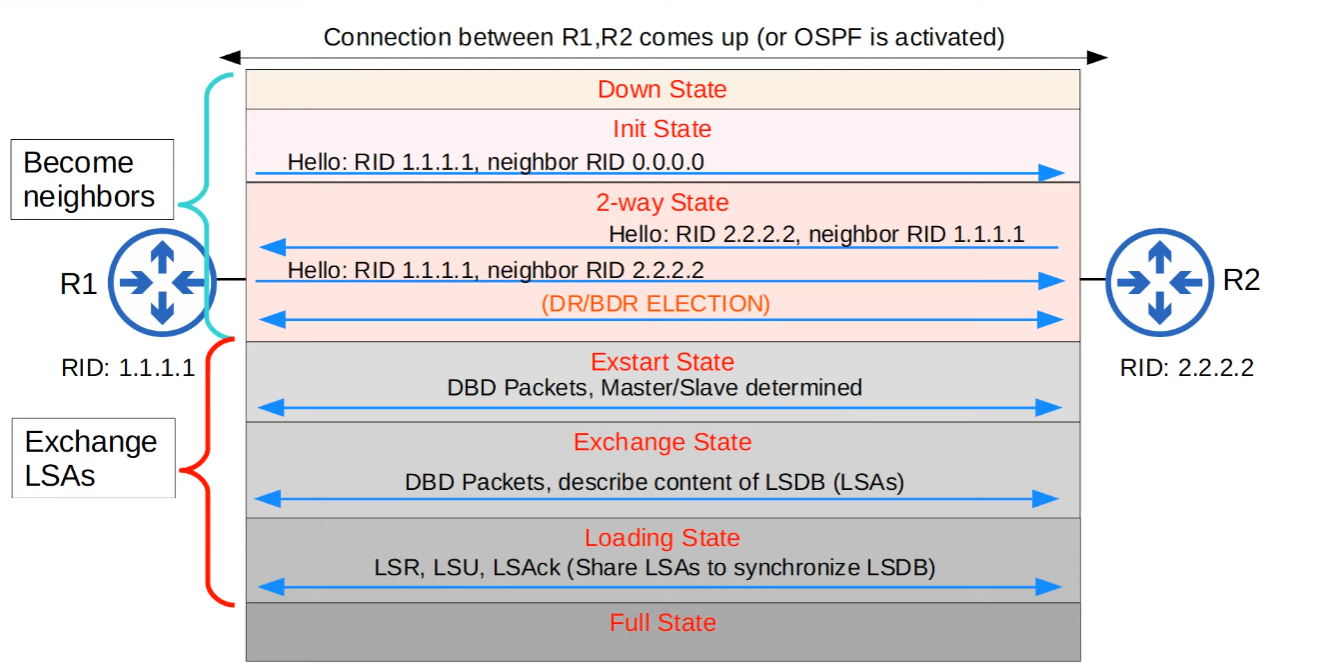 Connection between R1,R2 comes up (or OSPF is activated)
Down State
Init State
Hello: RID 1.1.1.1, neighbor RID 0.0.0.0
Become
neighbors
2-way State
Hello: RID 2.2.2.2, neighbor RID 1.1.1.1
Hello: RID 1.1.1.1, neighbor RID 2.2.2.2
(DR/BDR ELECTION)
R1
RID: 1.1.1.1
R2
RID: 2.2.2.2
Exstart State
DBD Packets, Master/Slave determined
Exchange
LSAs
Exchange State
DBD Packets, describe content of LSDB (LSAs)
Loading State
LSR, LSU, LSAck (Share LSAs to synchronize LSDB)
Full State